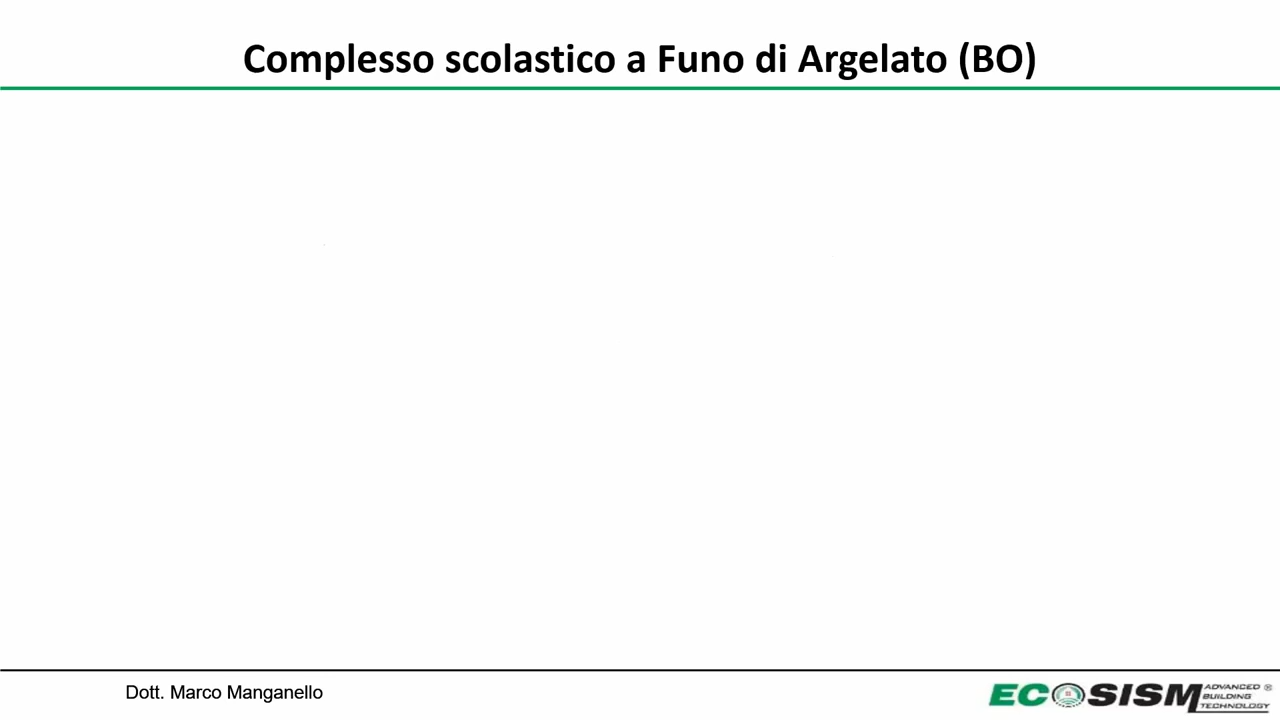 Complesso scolastico a Funo di Argelato (BO)
Dott. Marco Manganello
ECOSISM
ADVANCED ®
BUILDING
TECHNOLOGY